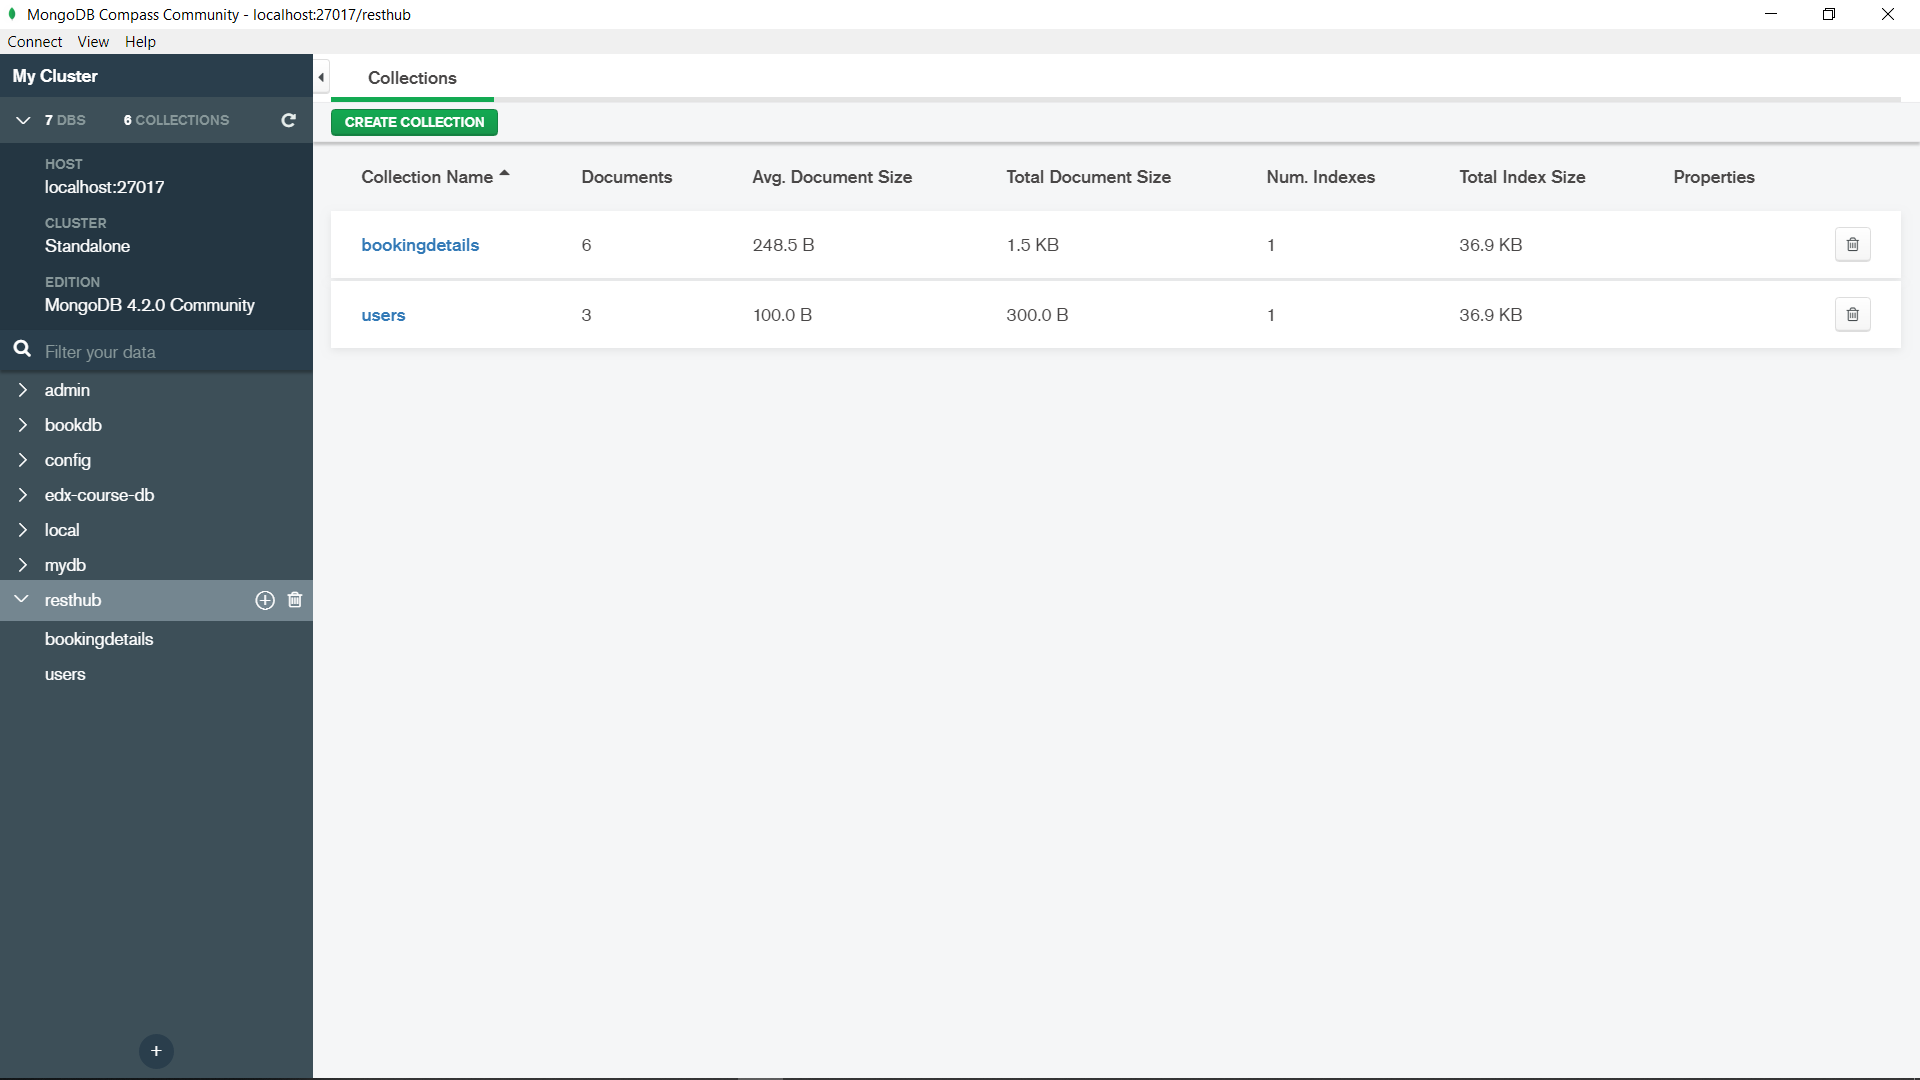 MongoDB Compass Community - localhost:27017/resthub
Connect View Help
My Cluster
7 DBS 6 COLLECTIONS
HOST
localhost:27017
CLUSTER
Standalone
EDITION
MongoDB 4.2.0 Community
Filter your data
admin
bookdb
config
edx-course-db
local
mydb
resthub
bookingdetails
users
Collections
CREATE COLLECTION
Collection Name Documents Avg. Document Size Total Document Size Num. Indexes Total Index Size Properties
bookingdetails 6 248.5 B 1.5 KB 1 36.9 KB
users 3 100.0 B 300.0 B 1 36.9 KB